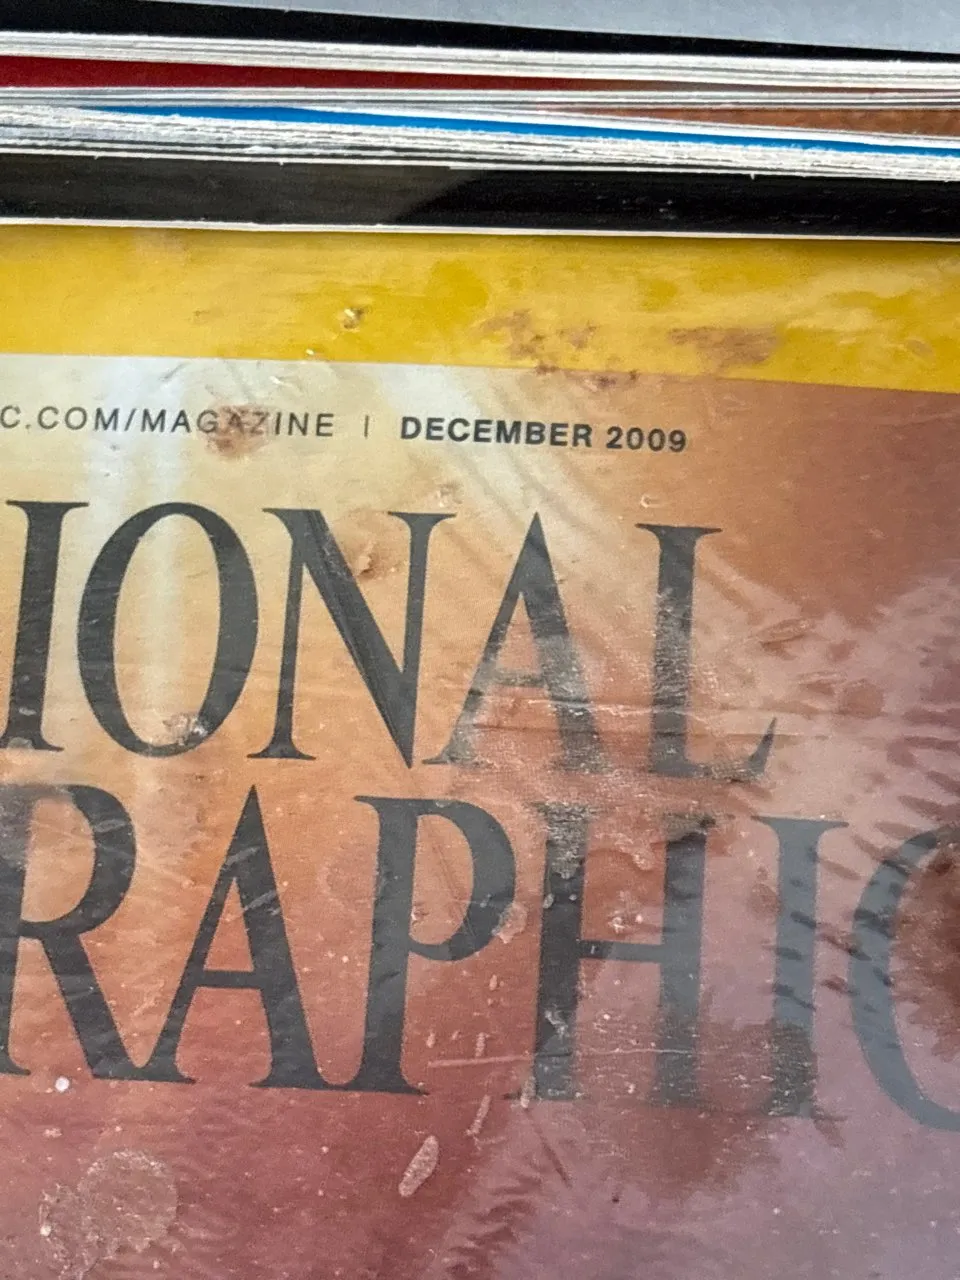 C.COM/MAGAZINE | DECEMBER 2009
IONAL
RAPHIC